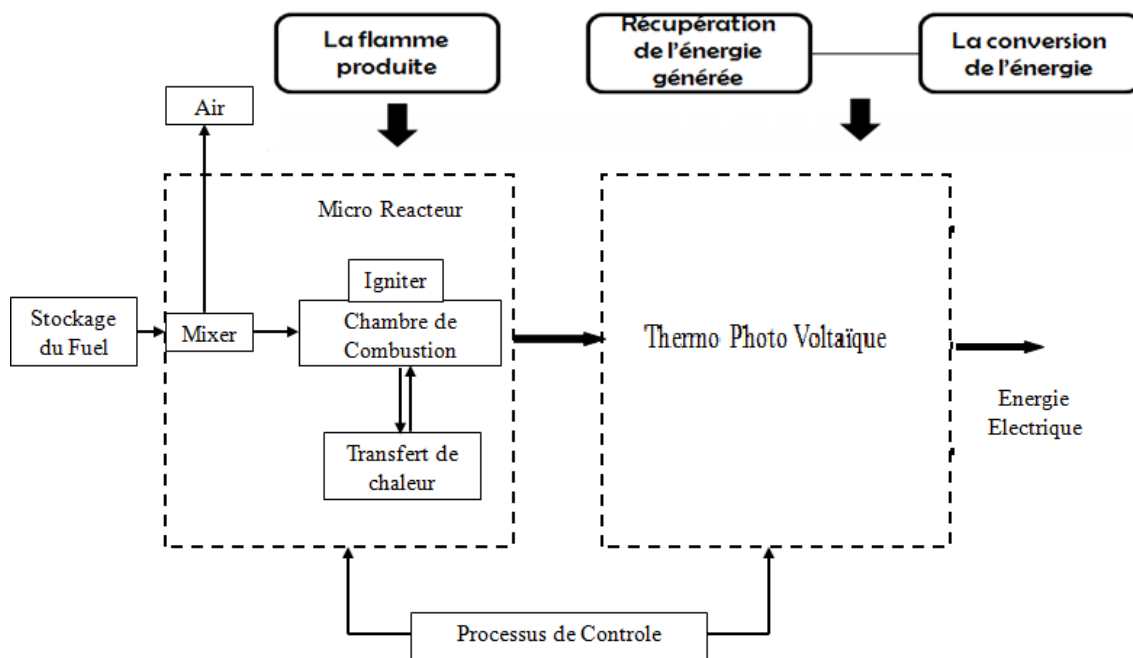 La flamme
produite
Récupération
de l'énergie
générée
La conversion
de l'énergie
Air
Micro Reacteur
Igniter
Stockage
du Fuel
Mixer
Chambre de
Combustion
Transfert de
chaleur
Thermo Photo Voltaïque
Energie
Electrique
Processus de Controle